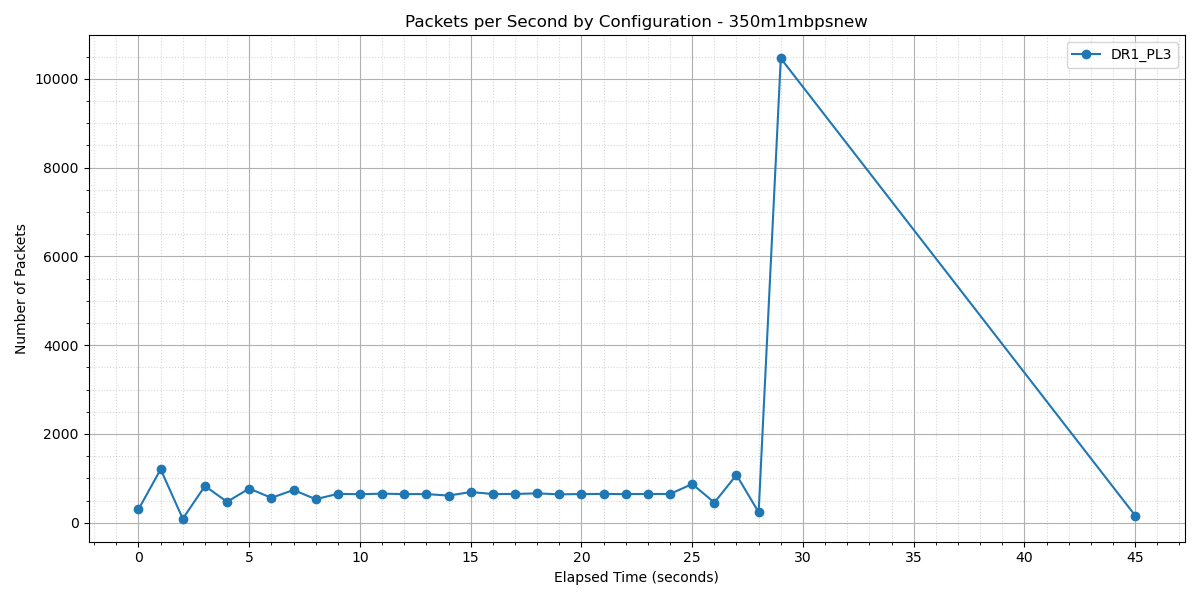 Packets per Second by Configuration - 350m1mbpsnew
DR1_PL3
10000
8000
6000
4000
2000
0
Number of Packets
0 5 10 15 20 25 30 35 40 45
Elapsed Time (seconds)